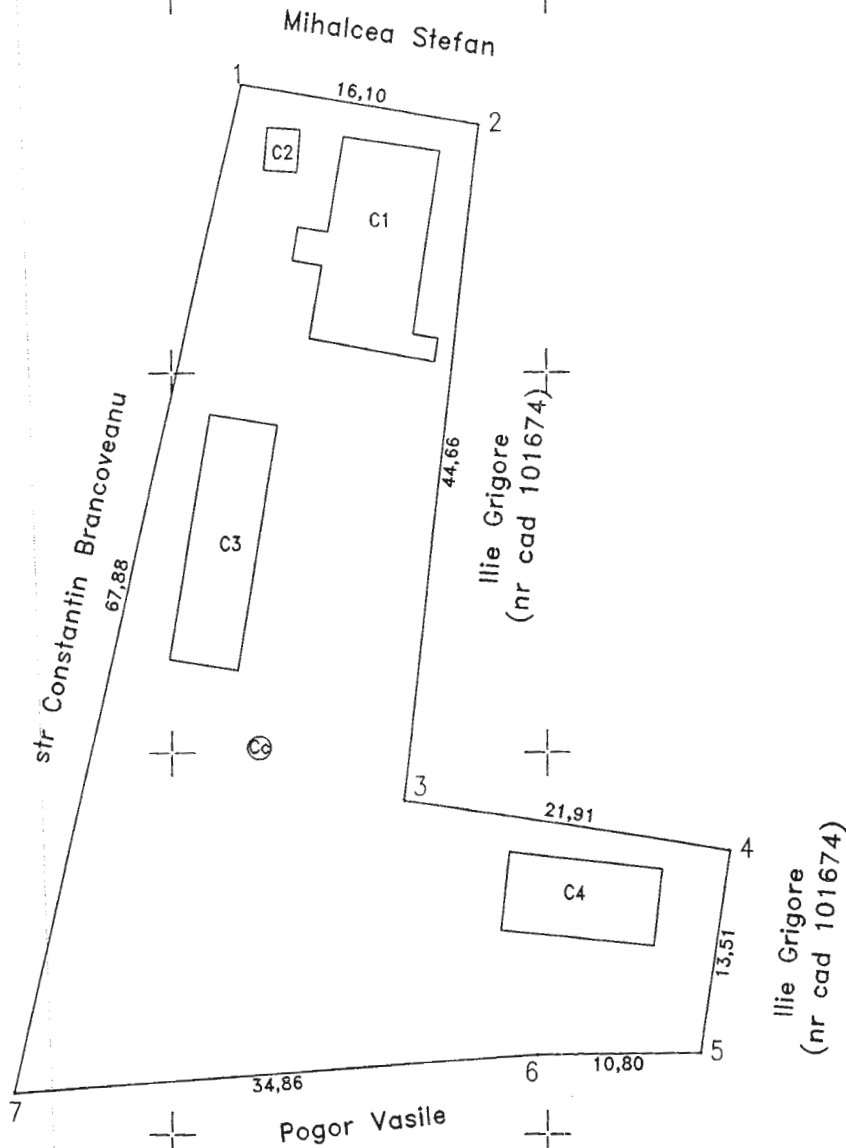 Mihalcea Stefan
1
16,10
2
C2
C1
str Constantin Brancoveanu
67,88
44,66
Ilie Grigore
(nr cad 101674)
C3
Cc
3
21,91
4
C4
13,51
Ilie Grigore
(nr cad 101674)
5
6
10,80
34,86
7
Pogor Vasile